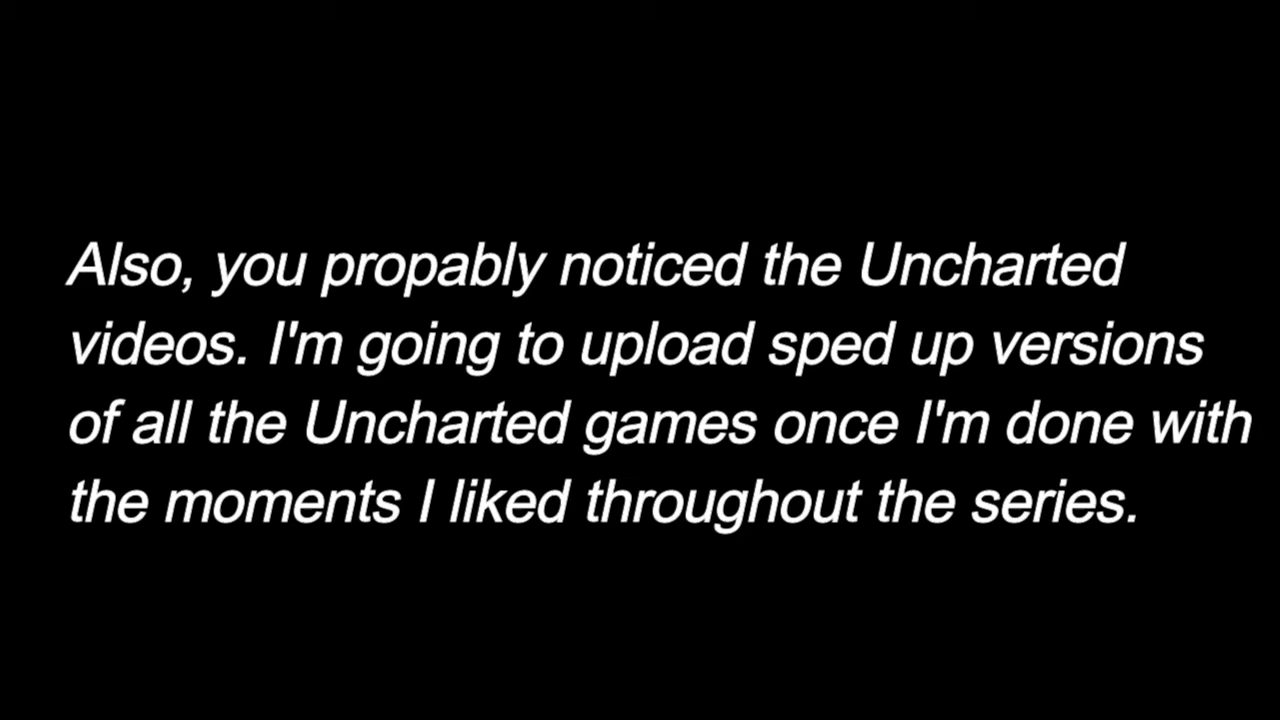 Also, you propably noticed the Uncharted
videos. I'm going to upload sped up versions
of all the Uncharted games once I'm done with
the moments I liked throughout the series.